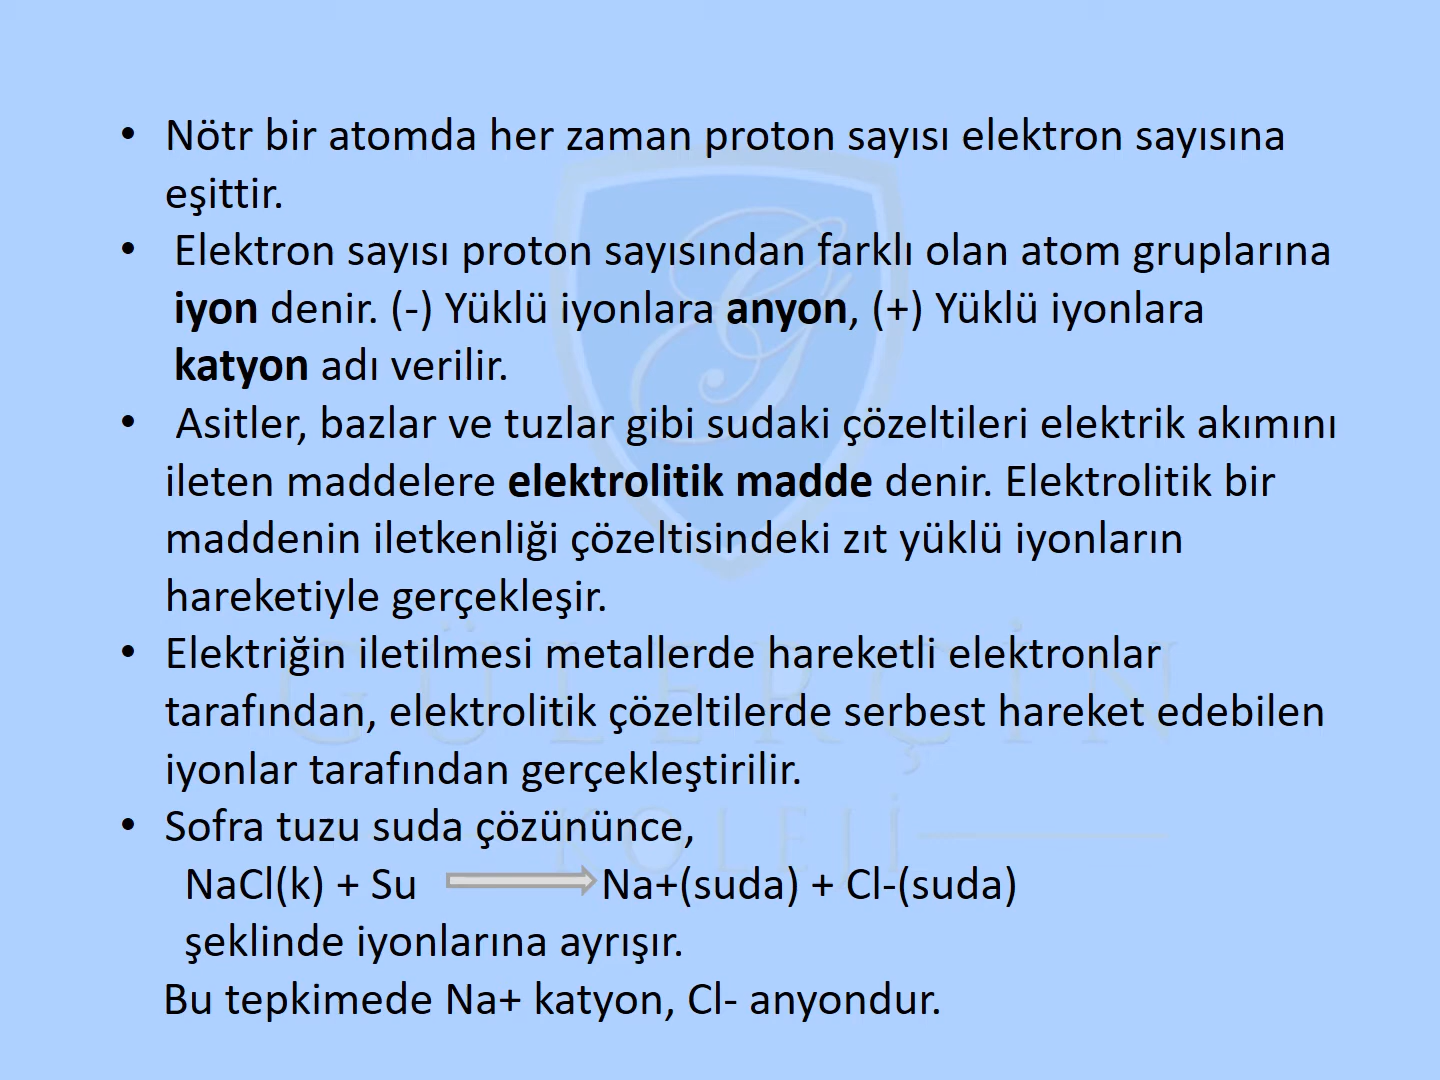 • Nötr bir atomda her zaman proton sayısı elektron sayısına
eşittir.
• Elektron sayısı proton sayısından farklı olan atom gruplarına
iyon denir. (-) Yüklü iyonlara anyon, (+) Yüklü iyonlara
katyon adı verilir.
• Asitler, bazlar ve tuzlar gibi sudaki çözeltileri elektrik akımını
ileten maddelere elektrolitik madde denir. Elektrolitik bir
maddenin iletkenliği çözeltisindeki zıt yüklü iyonların
hareketiyle gerçekleşir.
• Elektriğin iletilmesi metallerde hareketli elektronlar
tarafından, elektrolitik çözeltilerde serbest hareket edebilen
iyonlar tarafından gerçekleştirilir.
• Sofra tuzu suda çözününce,
NaCl(k) + Su Na+(suda) + Cl-(suda)
şeklinde iyonlarına ayrışır.
Bu tepkimede Na+ katyon, Cl- anyondur.
G
GÜLERÇİN
KOLEJİ